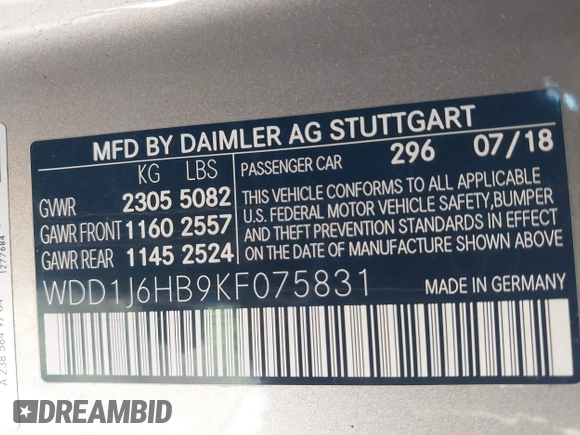 MFD BY DAIMLER AG STUTTGART
KG LBS
GVWR 2305 5082
GAWR FRONT 1160 2557
GAWR REAR 1145 2524
PASSENGER CAR 296 07/18
THIS VEHICLE CONFORMS TO ALL APPLICABLE
U.S. FEDERAL MOTOR VEHICLE SAFETY,BUMPER
AND THEFT PREVENTION STANDARDS IN EFFECT
ON THE DATE OF MANUFACTURE SHOWN ABOVE.
WDD1J6HB9KF075831
MADE IN GERMANY
1277684
DREAMBID